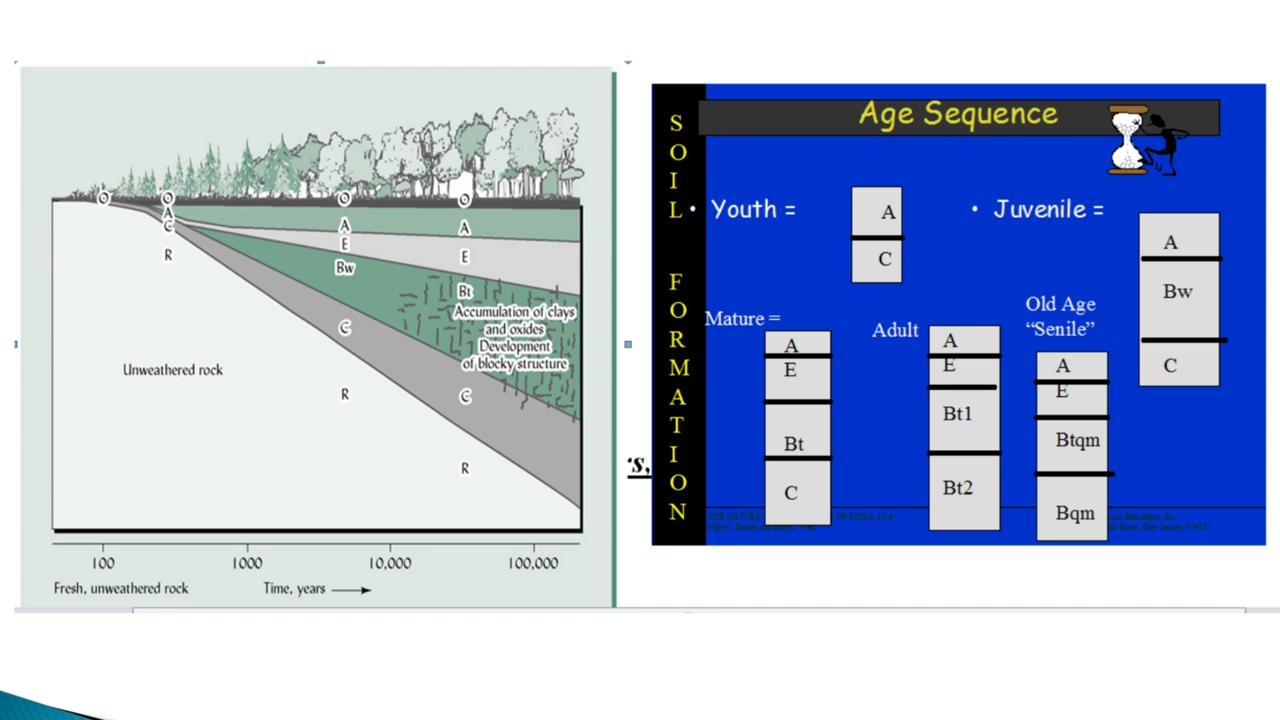 O
O
A
C
R
O
A
E
Bw
C
R
O
A
E
Bt
Accumulation of clays
and oxides
Development
of blocky structure
C
R
Unweathered rock
100
1000
10,000
100,000
Fresh, unweathered rock
Time, years
's,
SOIL FORMATION
Age Sequence
• Youth =
A
C
• Juvenile =
A
Bw
C
Mature =
A
E
Bt
C
Adult
A
E
Bt1
Bt2
Old Age
“Senile”
A
E
Btqm
Bqm